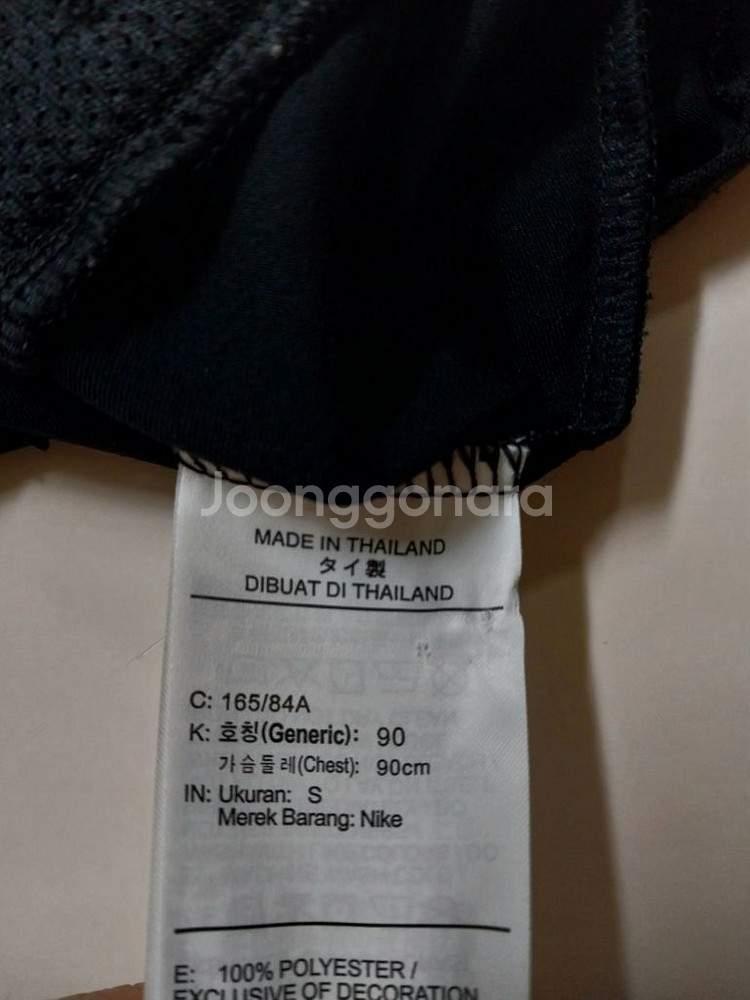 Joonggonara
MADE IN THAILAND
タイ製
DIBUAT DI THAILAND
C: 165/84A
K: 호칭(Generic): 90
가슴둘레(Chest): 90cm
IN: Ukuran: S
Merek Barang: Nike
E: 100% POLYESTER /
EXCLUSIVE OF DECORATION